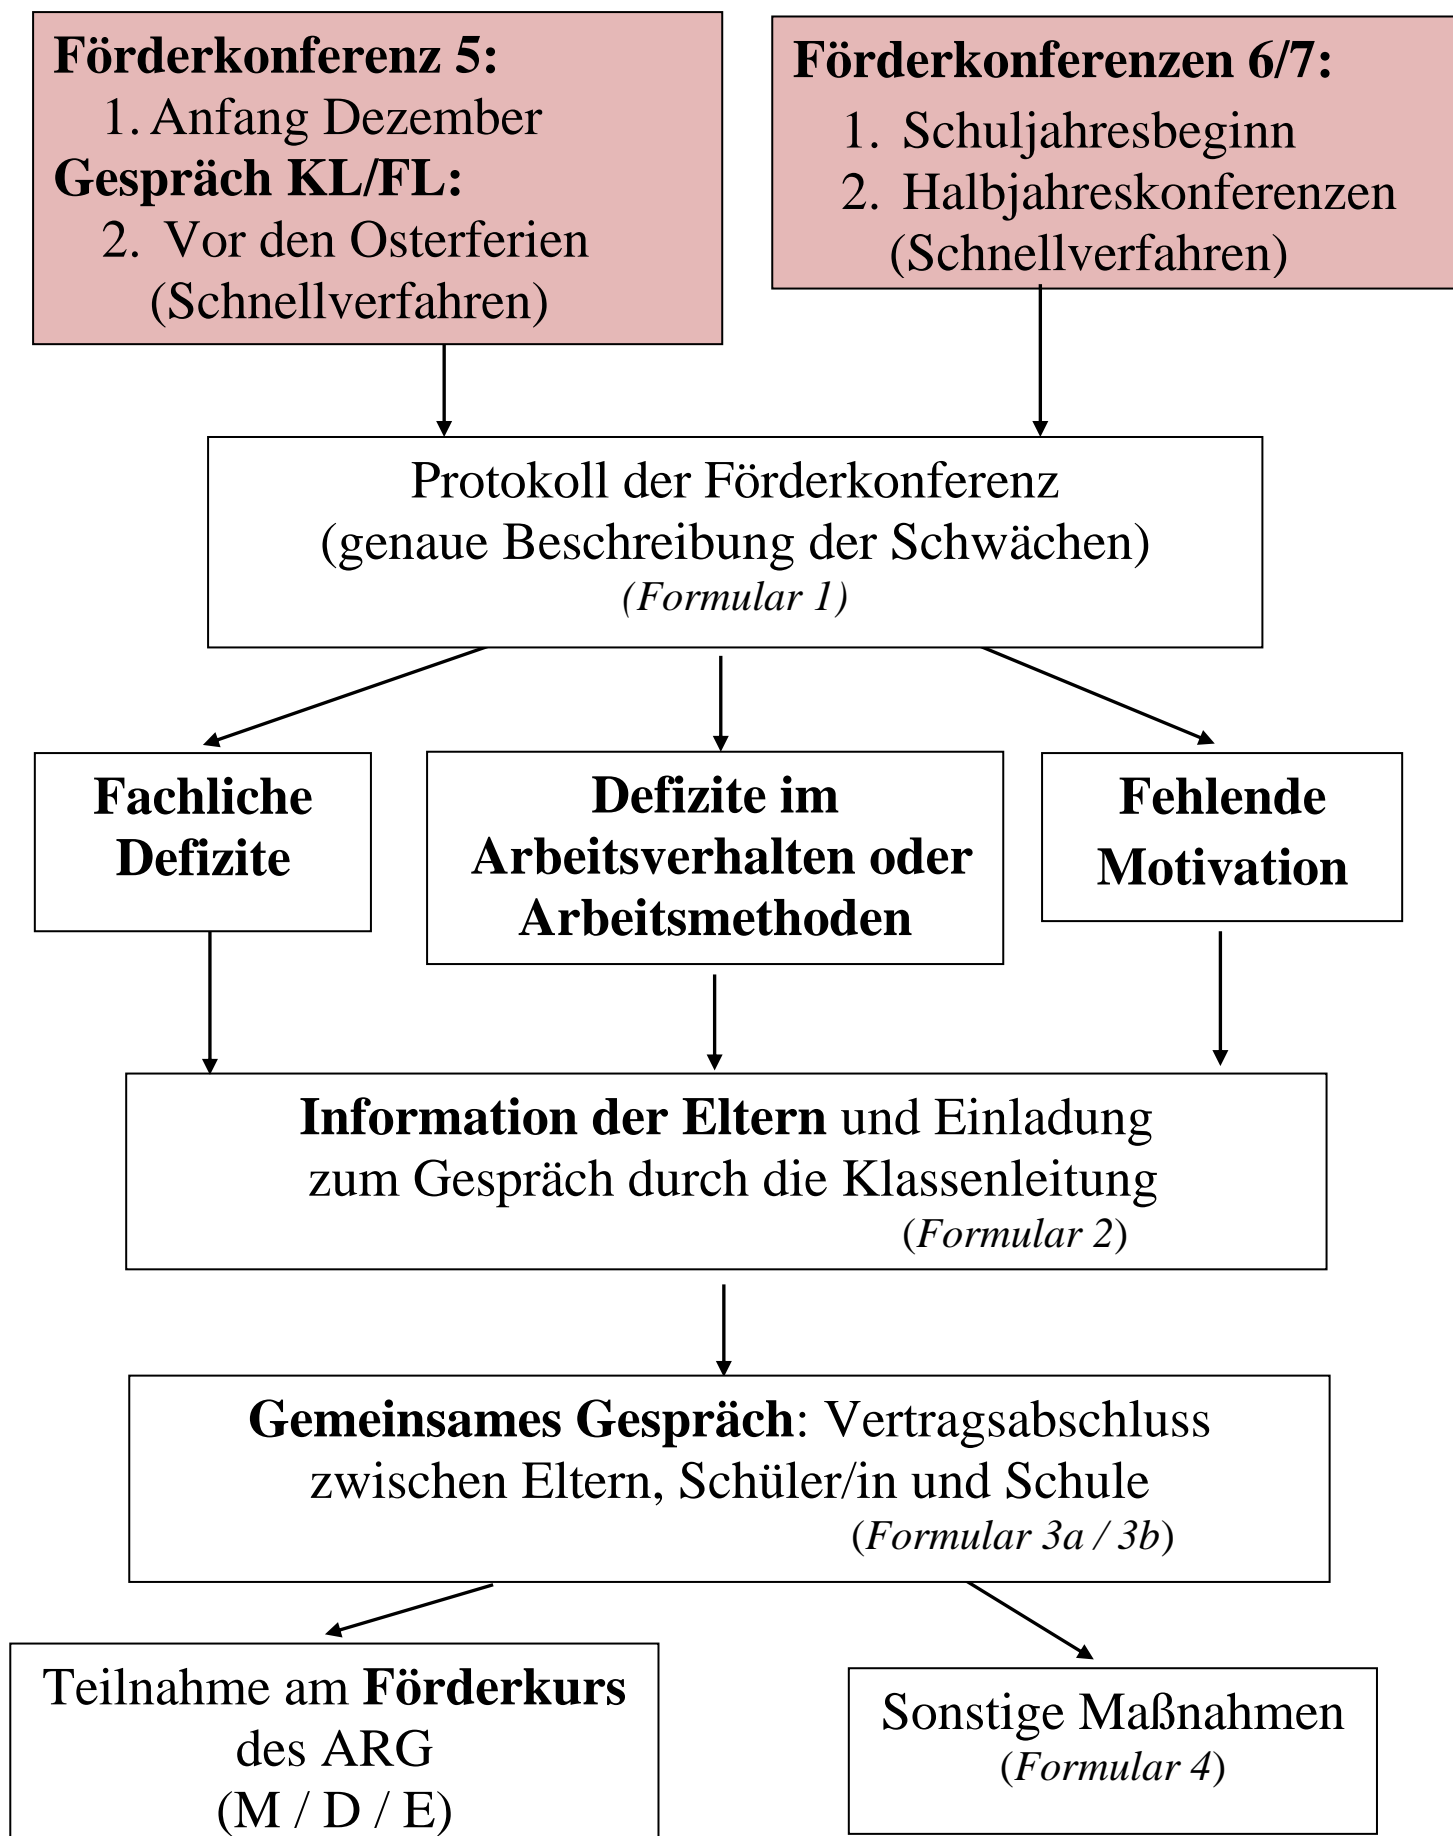 Förderkonferenz 5:
1. Anfang Dezember
Gespräch KL/FL:
2. Vor den Osterferien
(Schnellverfahren)
Förderkonferenzen 6/7:
1. Schuljahresbeginn
2. Halbjahreskonferenzen
(Schnellverfahren)
Protokoll der Förderkonferenz
(genaue Beschreibung der Schwächen)
(Formular 1)
Fachliche
Defizite
Defizite im
Arbeitsverhalten oder
Arbeitsmethoden
Fehlende
Motivation
Information der Eltern und Einladung
zum Gespräch durch die Klassenleitung
(Formular 2)
Gemeinsames Gespräch: Vertragsabschluss
zwischen Eltern, Schüler/in und Schule
(Formular 3a / 3b)
Teilnahme am Förderkurs
des ARG
(M / D / E)
Sonstige Maßnahmen
(Formular 4)